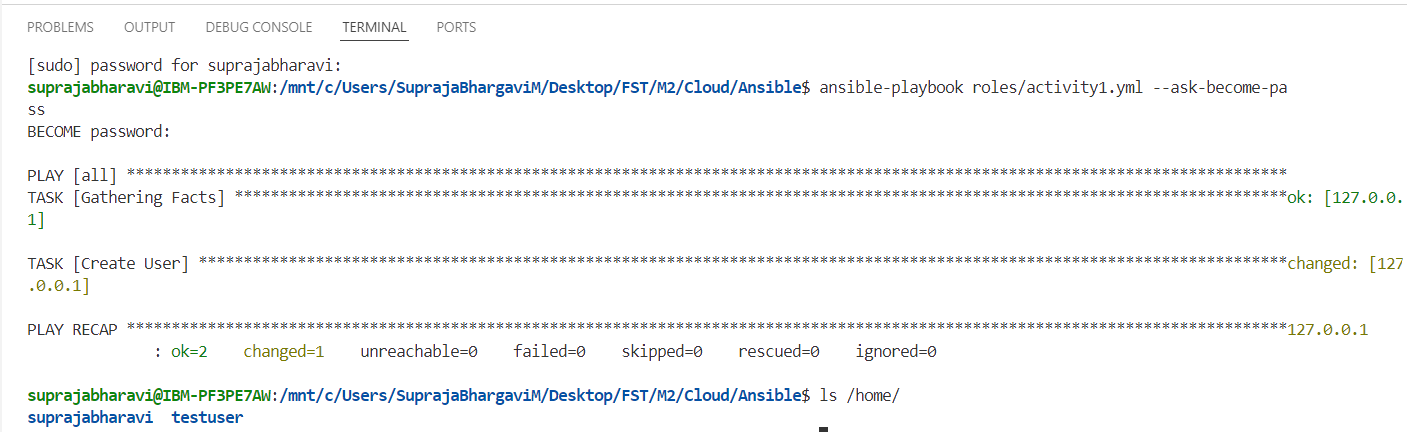 PROBLEMS OUTPUT DEBUG CONSOLE TERMINAL PORTS
[sudo] password for suprajabharavi:
suprajabharavi@IBM-PF3PE7AW:/mnt/c/Users/SuprajaBhargaviM/Desktop/FST/M2/Cloud/Ansible$ ansible-playbook roles/activity1.yml --ask-become-pa
ss
BECOME password:
PLAY [all] *********************************************************************************************************************************
TASK [Gathering Facts] *********************************************************************************************************************ok: [127.0.0.
1]
TASK [Create User] *************************************************************************************************************************changed: [127
.0.0.1]
PLAY RECAP *********************************************************************************************************************************127.0.0.1
: ok=2 changed=1 unreachable=0 failed=0 skipped=0 rescued=0 ignored=0
suprajabharavi@IBM-PF3PE7AW:/mnt/c/Users/SuprajaBhargaviM/Desktop/FST/M2/Cloud/Ansible$ ls /home/
suprajabharavi testuser